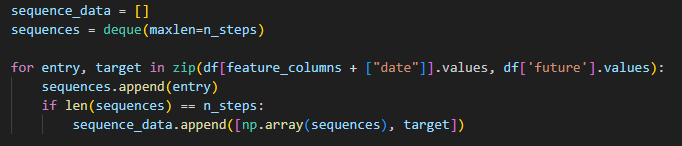 sequence_data = []
sequences = deque(maxlen=n_steps)
for entry, target in zip(df[feature_columns + ["date"]].values, df['future'].values):
sequences.append(entry)
if len(sequences) == n_steps:
sequence_data.append([np.array(sequences), target])